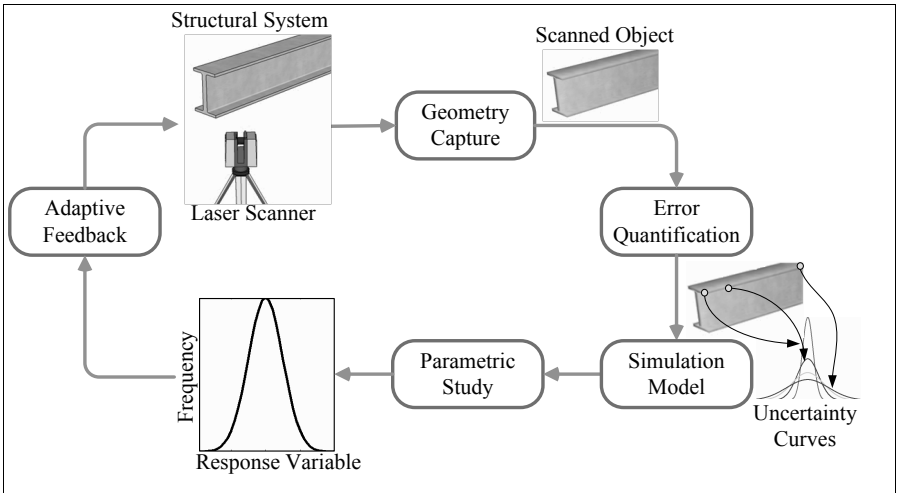 Structural System
Scanned Object
Geometry
Capture
Laser Scanner
Adaptive
Feedback
Error
Quantification
Frequency
Parametric
Study
Simulation
Model
Uncertainty
Curves
Response Variable